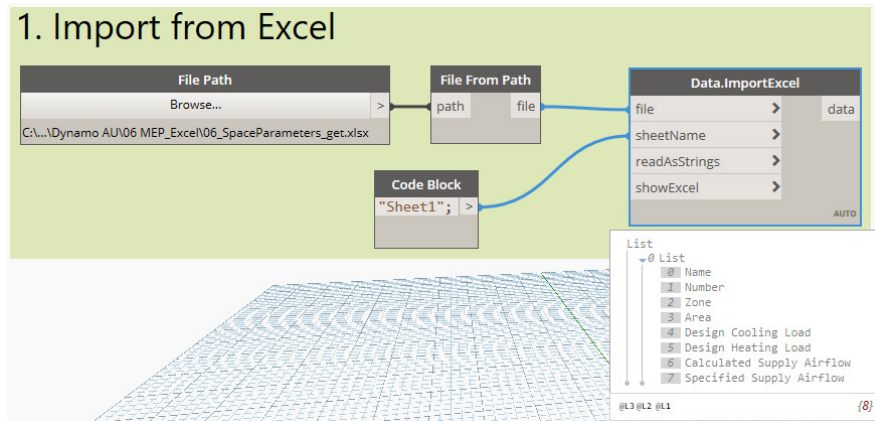 1. Import from Excel
File Path
Browse...
>
C:\...\Dynamo AU\06 MEP_Excel\06_SpaceParameters_get.xlsx
File From Path
path file
Data.ImportExcel
file > data
sheetName >
readAsStrings >
showExcel >
AUTO
Code Block
"Sheet1"; >
List
0 List
0 Name
1 Number
2 Zone
3 Area
4 Design Cooling Load
5 Design Heating Load
6 Calculated Supply Airflow
7 Specified Supply Airflow
@L3 @L2 @L1 {8}